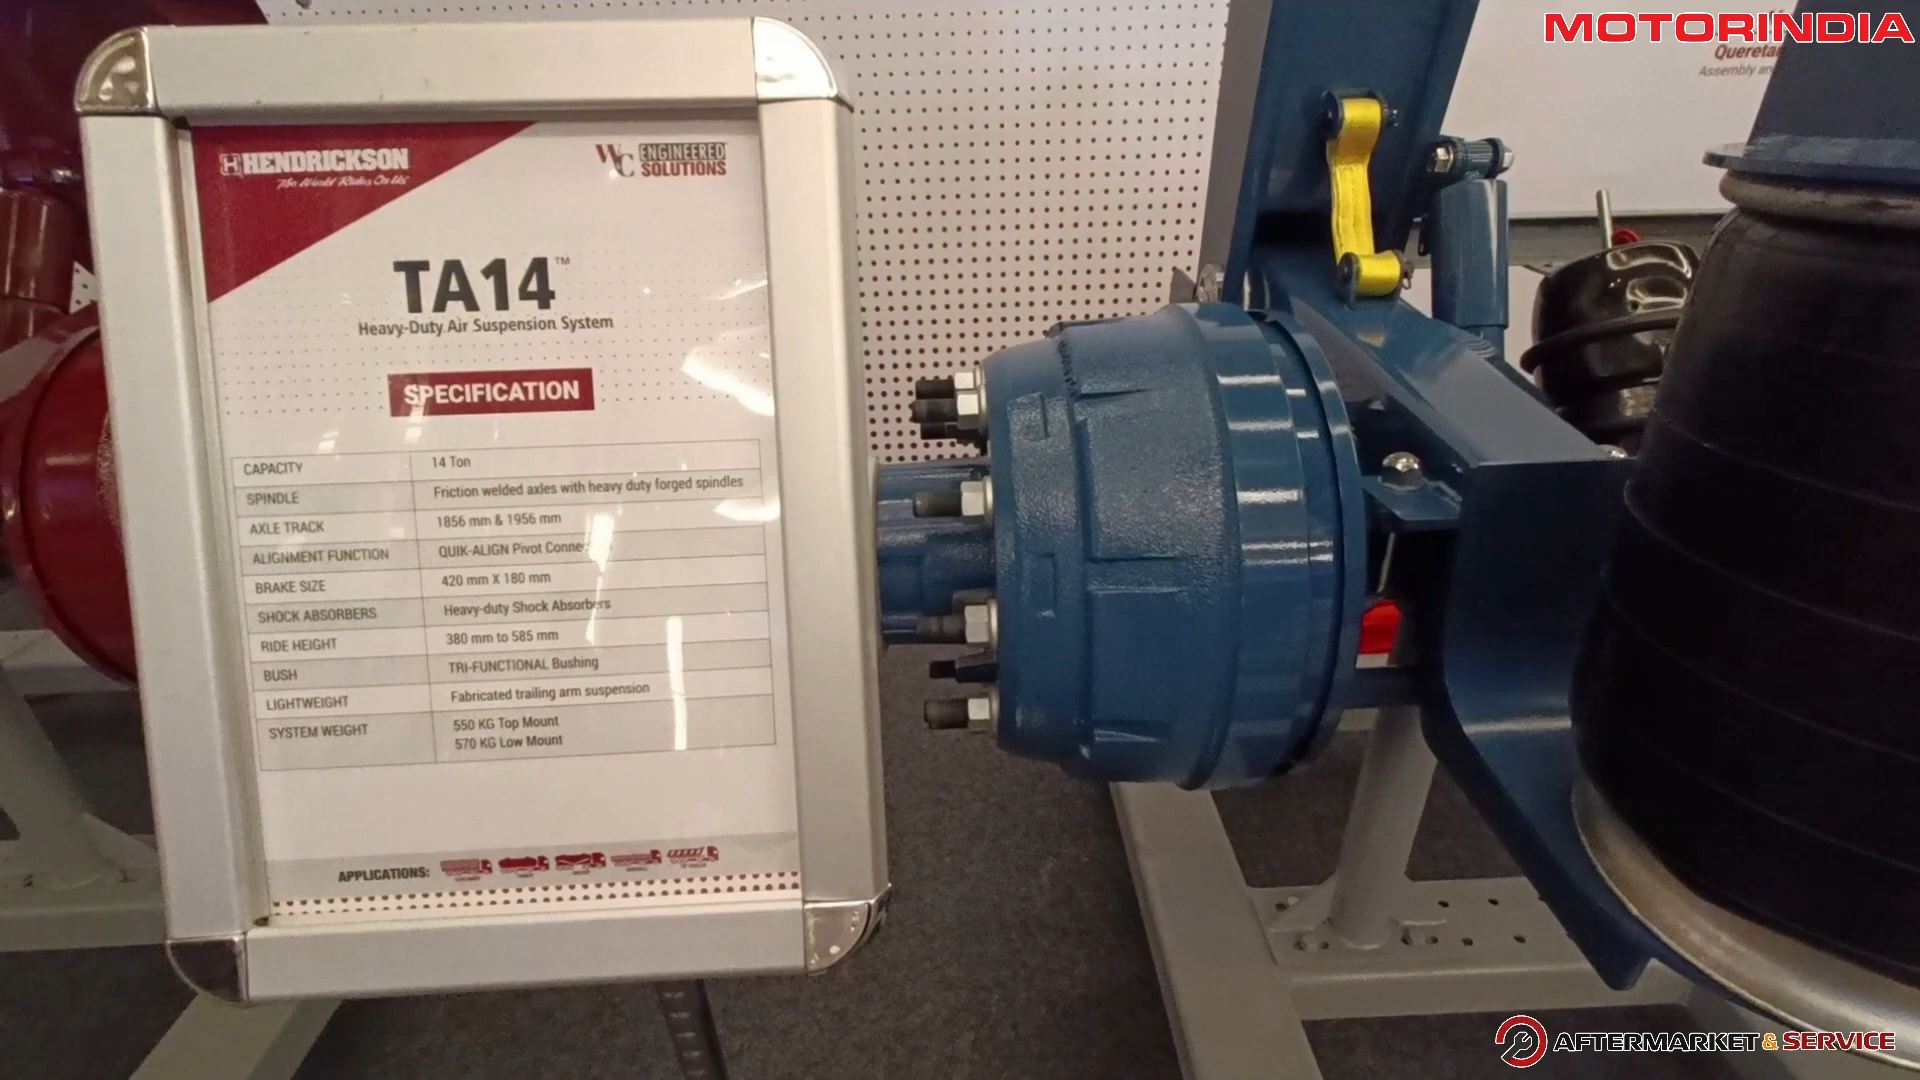 MOTORINDIA
Queretar
Assembly an
HENDRICKSON
The World Rides On Us
WC ENGINEERED
SOLUTIONS
TA14™
Heavy-Duty Air Suspension System
SPECIFICATION
CAPACITY 14 Ton
SPINDLE Friction welded axles with heavy duty forged spindles
AXLE TRACK 1856 mm & 1956 mm
ALIGNMENT FUNCTION QUIK-ALIGN Pivot Connec
BRAKE SIZE 420 mm X 180 mm
SHOCK ABSORBERS Heavy-duty Shock Absorbers
RIDE HEIGHT 380 mm to 585 mm
BUSH TRI-FUNCTIONAL Bushing
LIGHTWEIGHT Fabricated trailing arm suspension
SYSTEM WEIGHT 550 KG Top Mount
570 KG Low Mount
APPLICATIONS:
AFTERMARKET & SERVICE